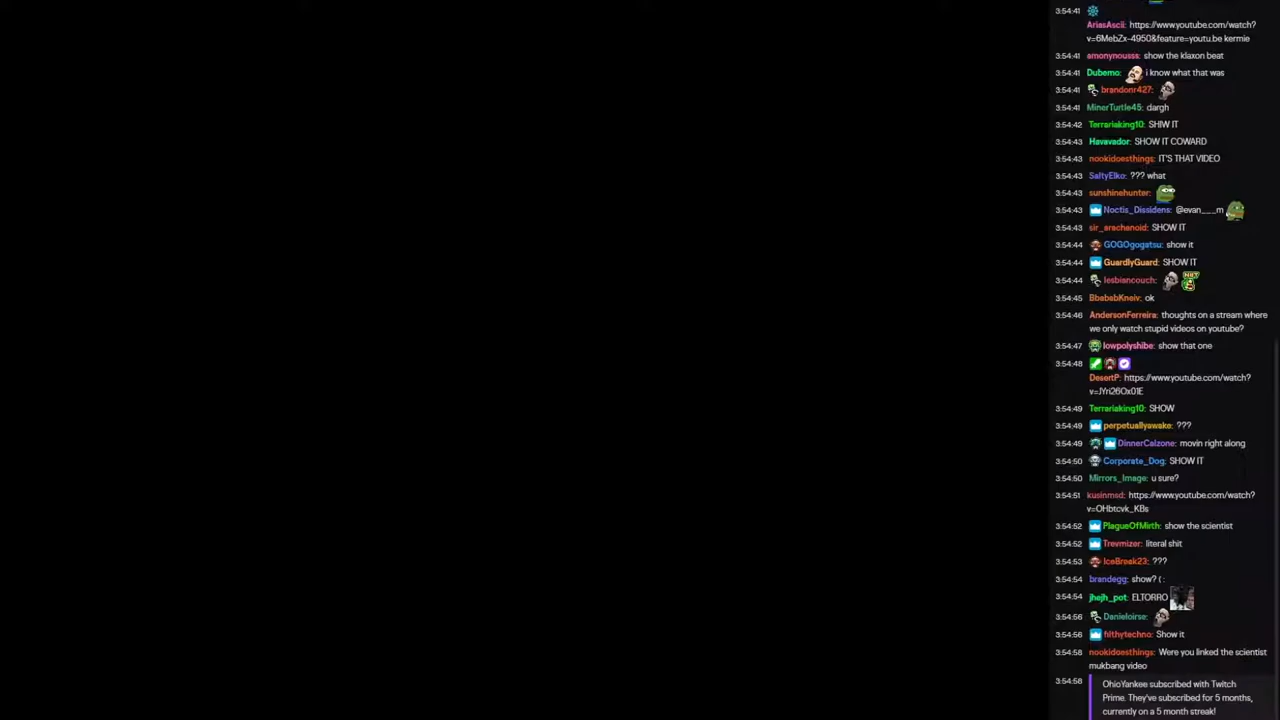 3:54:41
AriasAscii: https://www.youtube.com/watch?
v=6MebZx-4950&feature=youtu.be kermie
3:54:41 amonynousss: show the klaxon beat
3:54:41 Dubemo: i know what that was
3:54:41 brandonr427:
3:54:41 MinerTurtle45: dargh
3:54:42 Terrariaking10: SHIW IT
3:54:43 Havavador: SHOW IT COWARD
3:54:43 nookidoesthings: IT'S THAT VIDEO
3:54:43 SaltyElko: ??? what
3:54:43 sunshinehunter:
3:54:43 Noctis_Dissidens: @evan___m
3:54:43 sir_arachanoid: SHOW IT
3:54:44 GOGOgogatsu: show it
3:54:44 GuardlyGuard: SHOW IT
3:54:44 lesbiancouch:
3:54:45 BbababKneiv: ok
3:54:46 AndersonFerreira: thoughts on a stream where
we only watch stupid videos on youtube?
3:54:47 lowpolyshibe: show that one
3:54:48
DesertP: https://www.youtube.com/watch?
v=JYri26Ox01E
3:54:49 Terrariaking10: SHOW
3:54:49 perpetuallyawake: ???
3:54:49 DinnerCalzone: movin right along
3:54:50 Corporate_Dog: SHOW IT
3:54:50 Mirrors_Image: u sure?
3:54:51 kusinmsd: https://www.youtube.com/watch?
v=OHbtcvk_KBs
3:54:52 PlagueOfMirth: show the scientist
3:54:52 Trevmizer: literal shit
3:54:53 IceBreak23: ???
3:54:54 brandegg: show? ( :
3:54:54 jhejh_pot: ELTORRO
3:54:56 Danieloirse:
3:54:56 filthytechno: Show it
3:54:58 nookidoesthings: Were you linked the scientist
mukbang video
3:54:58 OhioYankee subscribed with Twitch
Prime. They've subscribed for 5 months,
currently on a 5 month streak!